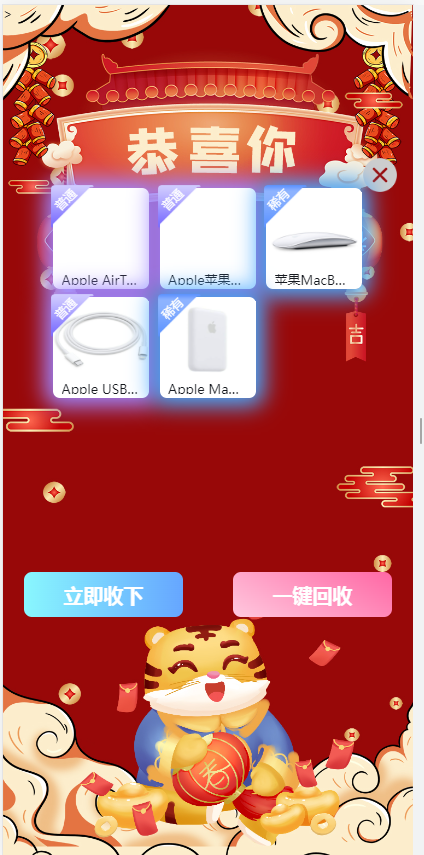 恭喜你
普通
Apple AirT...
普通
Apple苹果...
稀有
苹果MacB...
普通
Apple USB...
稀有
Apple Ma...
吉
立即收下
一键回收
春